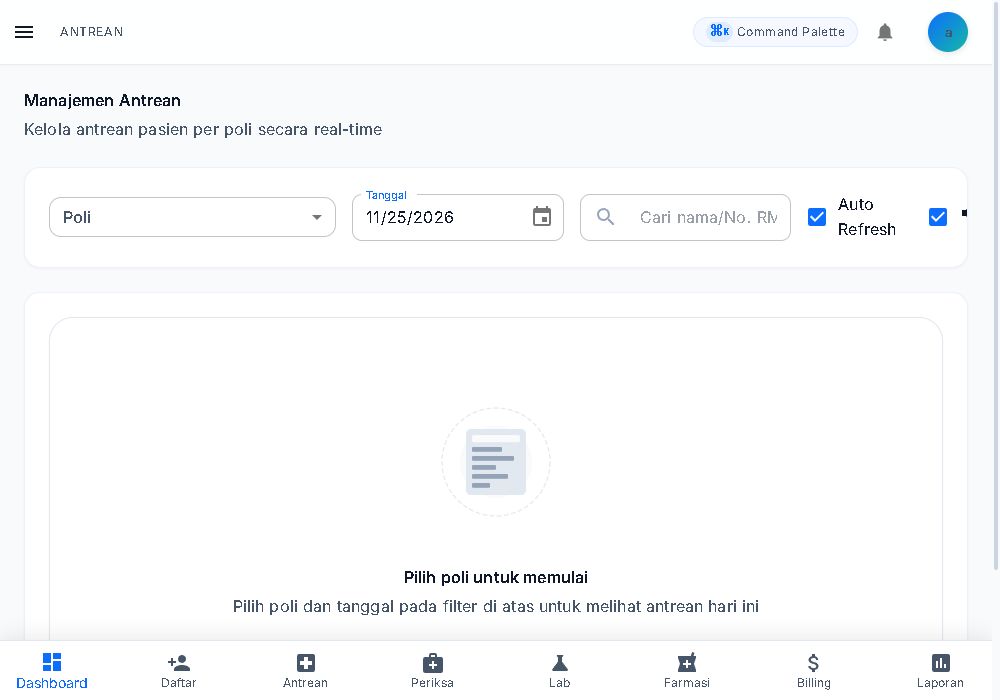 ANTREAN
⌘K Command Palette
a
Manajemen Antrean
Kelola antrean pasien per poli secara real-time
Poli
Tanggal
11/25/2026
Cari nama/No. RM
Auto
Refresh
Pilih poli untuk memulai
Pilih poli dan tanggal pada filter di atas untuk melihat antrean hari ini
Dashboard
Daftar
Antrean
Periksa
Lab
Farmasi
Billing
Laporan